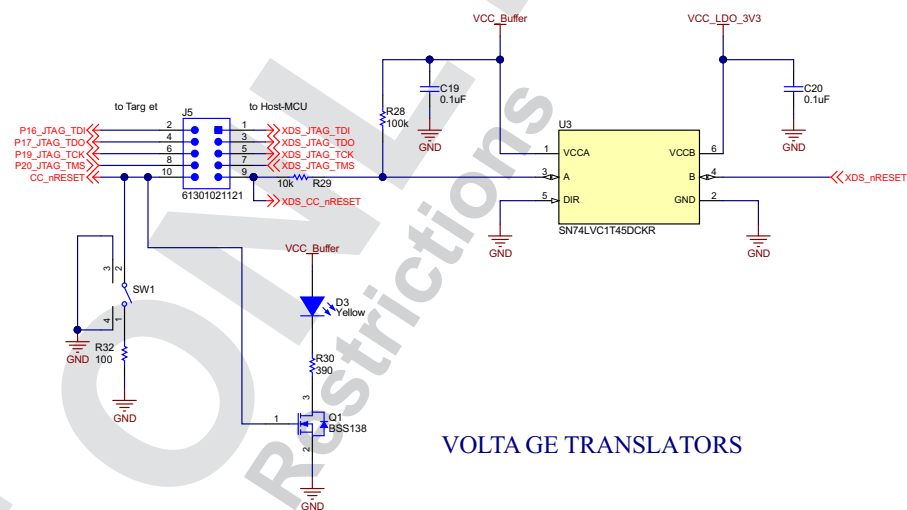 VCC_Buffer
VCC_LDO_3V3
C19
0.1uF
C20
0.1uF
GND
GND
R28
100k
to Targ et
to Host-MCU
J5
P16_JTAG_TDI 2 1 XDS_JTAG_TDI
P17_JTAG_TDO 4 3 XDS_JTAG_TDO
P19_JTAG_TCK 6 5 XDS_JTAG_TCK
P20_JTAG_TMS 8 7 XDS_JTAG_TMS
CC_nRESET 10 9
61301021121
10k R29
XDS_CC_nRESET
U3
1 VCCA VCCB 6
3 A B 4 XDS_nRESET
5 DIR GND 2
SN74LVC1T45DCKR
GND
GND
VCC_Buffer
3 2
SW1
4 1
GND
R32
100
GND
D3
Yellow
R30
390
3
1
Q1
BSS138
2
GND
VOLTA GE TRANSLATORS
ONL
Restrictions